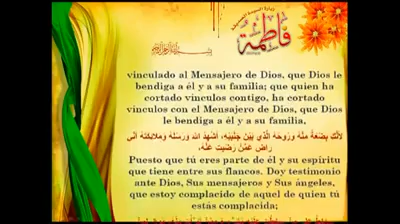 زيارة السيدة
فاطمة
vinculado al Mensajero de Dios, que Dios le
bendiga a él y a su familia; que quien ha
cortado vínculos contigo, ha cortado
vínculos con el Mensajero de Dios, que Dios
le bendiga a él y a su familia,
لأنك بضعة منه وروحه الذي بين جنبيه، أشهد الله ورسله وملائكته أني
راض عمن رضيت عنه،
Puesto que tú eres parte de él y su espíritu
que tiene entre sus flancos. Doy testimonio
ante Dios, Sus mensajeros y Sus ángeles,
que estoy complacido de aquel de quien tú
estás complacida;